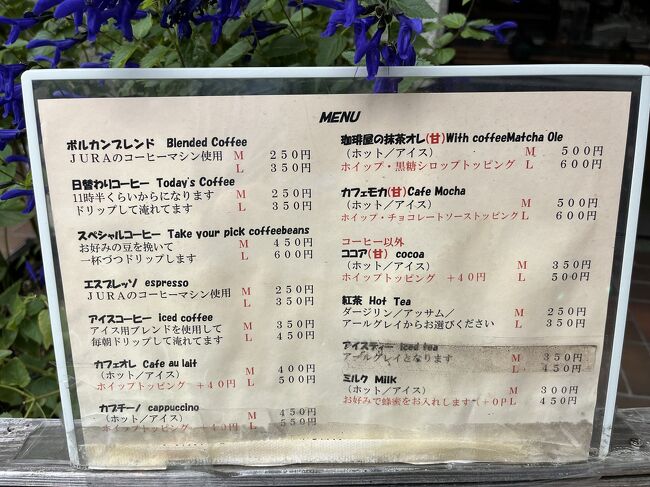 MENU
ボルカンブレンド Blended Coffee
JURAのコーヒーマシン使用 M 250円
L 350円
日替わりコーヒー Today's Coffee
11時半くらいからになります M 250円
ドリップして淹れてます L 350円
スペシャルコーヒー Take your pick coffeebeans
お好みの豆を挽いて M 450円
一杯づつドリップします L 600円
エスプレッソ espresso
JURAのコーヒーマシン使用 M 250円
L 350円
アイスコーヒー iced coffee
アイス用ブレンドを使用して M 350円
毎朝ドリップしてます L 450円
カフェオレ Cafe au lait
(ホット/アイス) M 400円
ホイップトッピング +40円 L 500円
カプチーノ cappuccino
(ホット/アイス) M 450円
ホイップトッピング +40円 L 550円
珈琲屋の抹茶オレ(甘)With coffeeMatcha Ole
(ホット/アイス) M 500円
ホイップ・黒糖シロップトッピング L 600円
カフェモカ(甘)Cafe Mocha
(ホット/アイス) M 500円
ホイップ・チョコレートソーストッピング L 600円
コーヒー以外
ココア(甘) cocoa
(ホット/アイス) M 350円
ホイップトッピング +40円 L 500円
紅茶 Hot Tea
ダージリン/アッサム/ M 250円
アールグレイからお選びください L 350円
アイスティー iced tea
アールグレイとなります M 350円
L 450円
ミルク Milk
(ホット/アイス) M 300円
お好みで蜂蜜をお入れします(+0円 L 450円